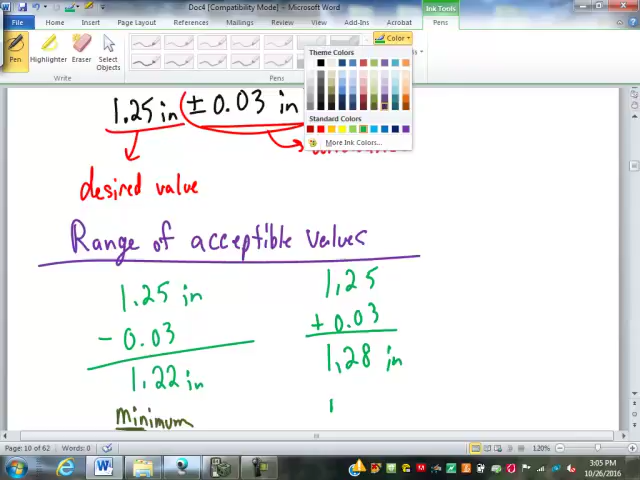 Doc4 [Compatibility Mode] - Microsoft Word
Ink Tools
File Home Insert Page Layout References Mailings Review View Add-Ins Acrobat Pens
Pen Highlighter Eraser Select Objects
Color
Write
Pens
Theme Colors
Standard Colors
More Ink Colors...
1.25 in ± 0.03 in
desired value
Range of acceptible values
1.25 in
- 0.03
1.22 in
minimum
1.25
+ 0.03
1.28 in
Page: 10 of 62 Words: 0 120%
3:05 PM
10/26/2016